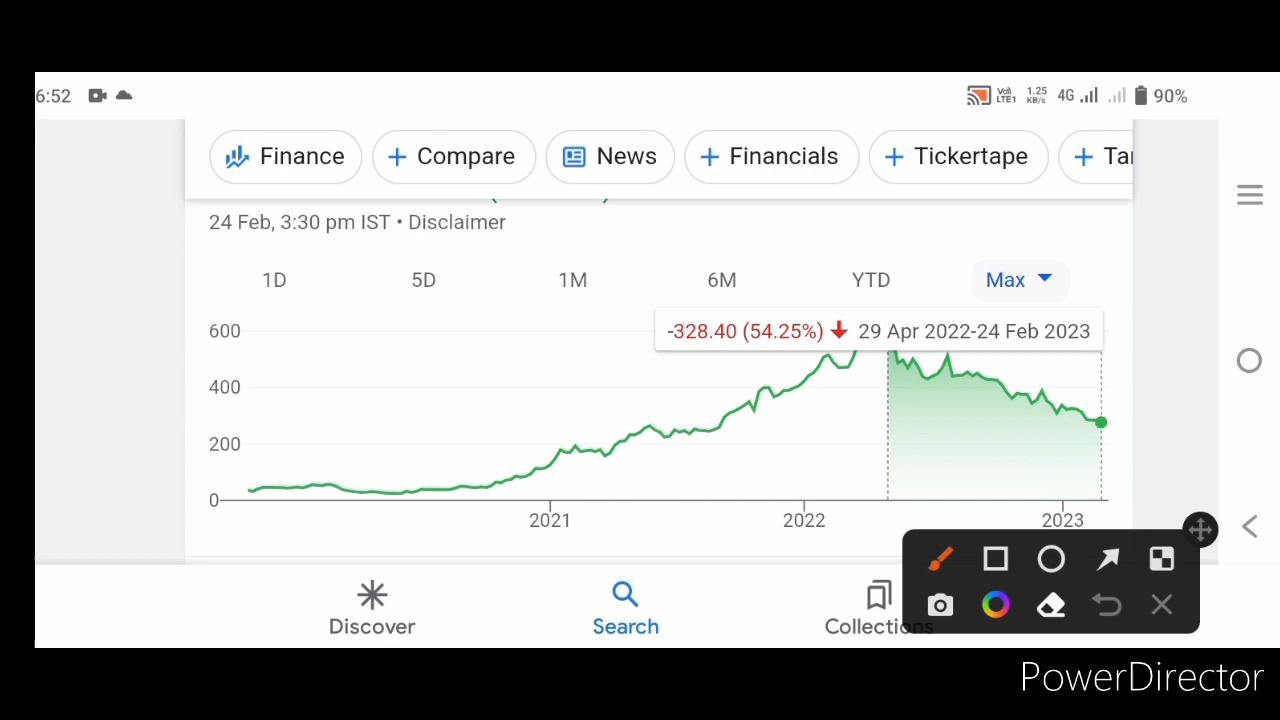 6:52 Vo) LTE1 1.25 KB/s 4G 90%
Finance Compare News Financials Tickertape
24 Feb, 3:30 pm IST • Disclaimer
1D 5D 1M 6M YTD Max
-328.40 (54.25%) 29 Apr 2022-24 Feb 2023
600
400
200
0
2021 2022 2023
Discover Search Collections
PowerDirector